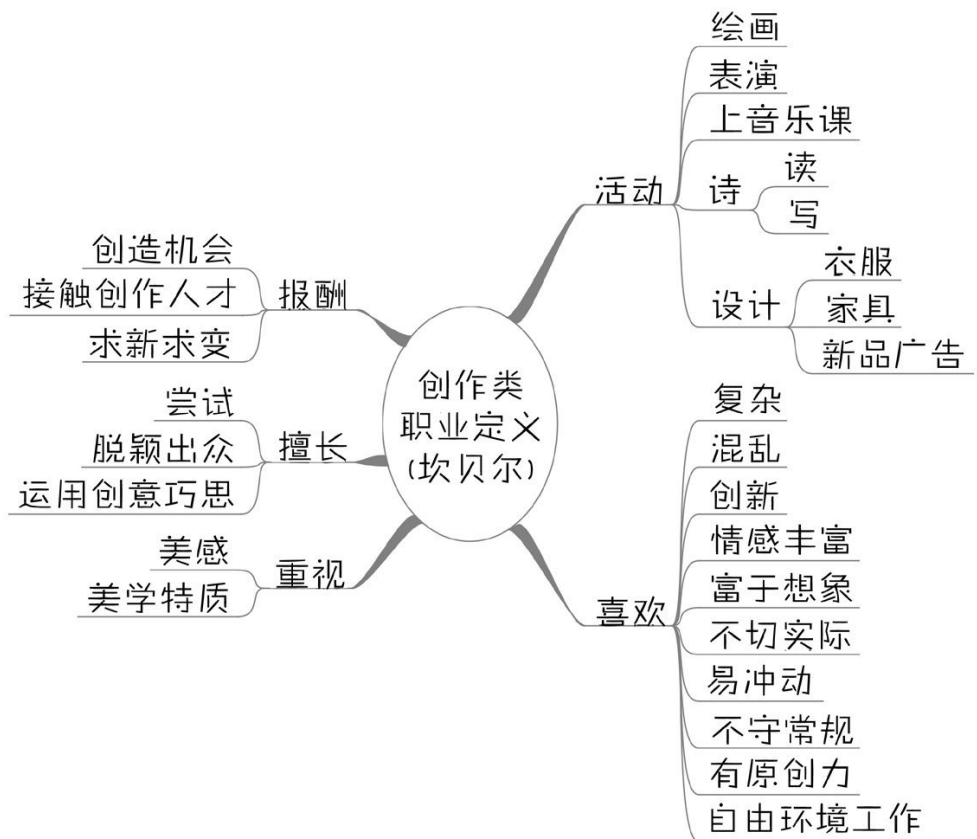 创作类
职业定义
(坎贝尔)
活动
绘画
表演
上音乐课
诗
读
写
设计
衣服
家具
新品广告
喜欢
复杂
混乱
创新
情感丰富
富于想象
不切实际
易冲动
不守常规
有原创力
自由环境工作
报酬
创造机会
接触创作人才
求新求变
擅长
尝试
脱颖出众
运用创意巧思
重视
美感
美学特质